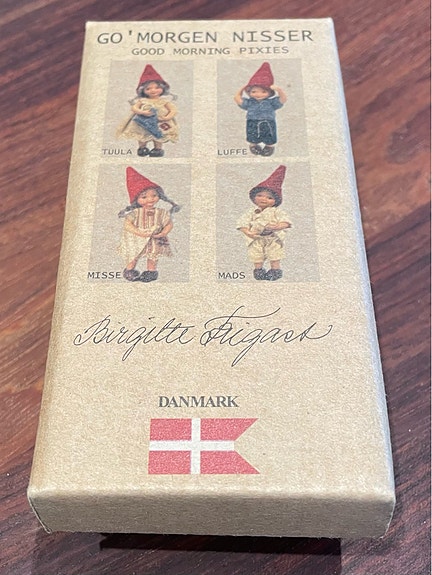 GO'MORGEN NISSER
GOOD MORNING PIXIES
TUULA
LUFFE
MISSE
MADS
Birgitte Frigast
DANMARK